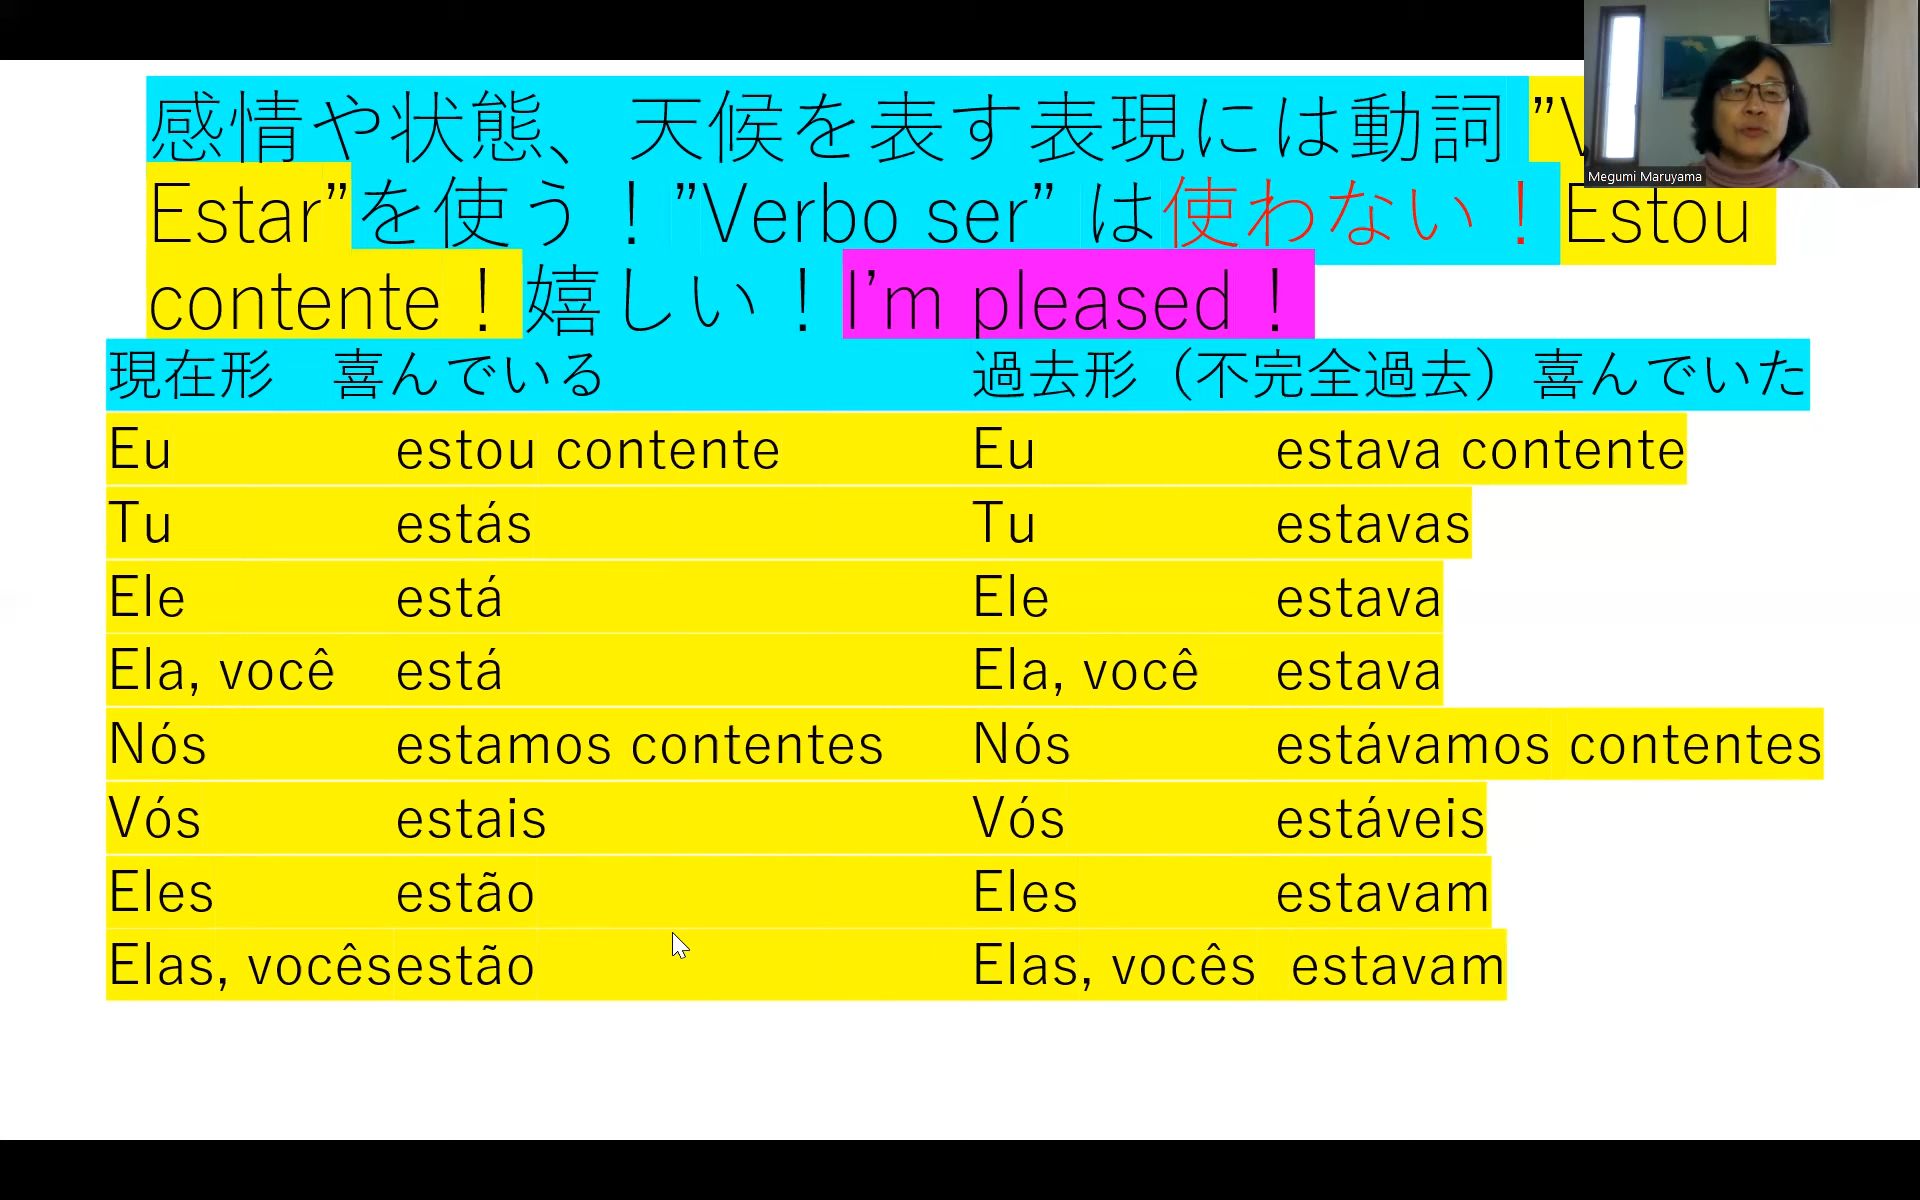 感情や状態、天候を表す表現には動詞 ”V
Estar”を使う！”Verbo ser” は使わない！Estou
contente！嬉しい！I’m pleased！
現在形　喜んでいる　過去形（不完全過去）喜んでいた
Eu estou contente Eu estava contente
Tu estás Tu estavas
Ele está Ele estava
Ela, você está Ela, você estava
Nós estamos contentes Nós estávamos contentes
Vós estais Vós estáveis
Eles estão Eles estavam
Elas, vocêsestão Elas, vocês estavam
Megumi Maruyama